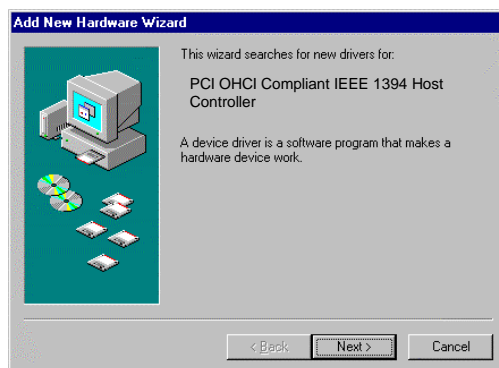 Add New Hardware Wizard
This wizard searches for new drivers for:
PCI OHCI Compliant IEEE 1394 Host
Controller
A device driver is a software program that makes a
hardware device work.
< Back
Next >
Cancel